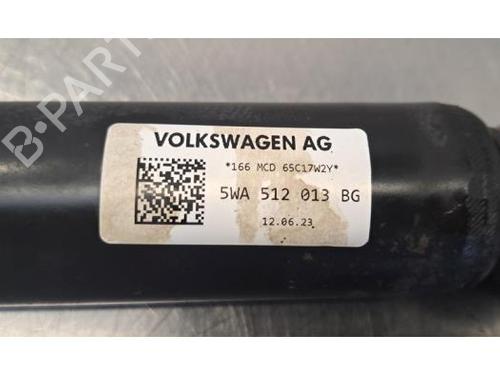 VOLKSWAGEN AG
*166 MCD 65C17W2Y*
5WA 512 013 BG
12.06.23
B-PARTS